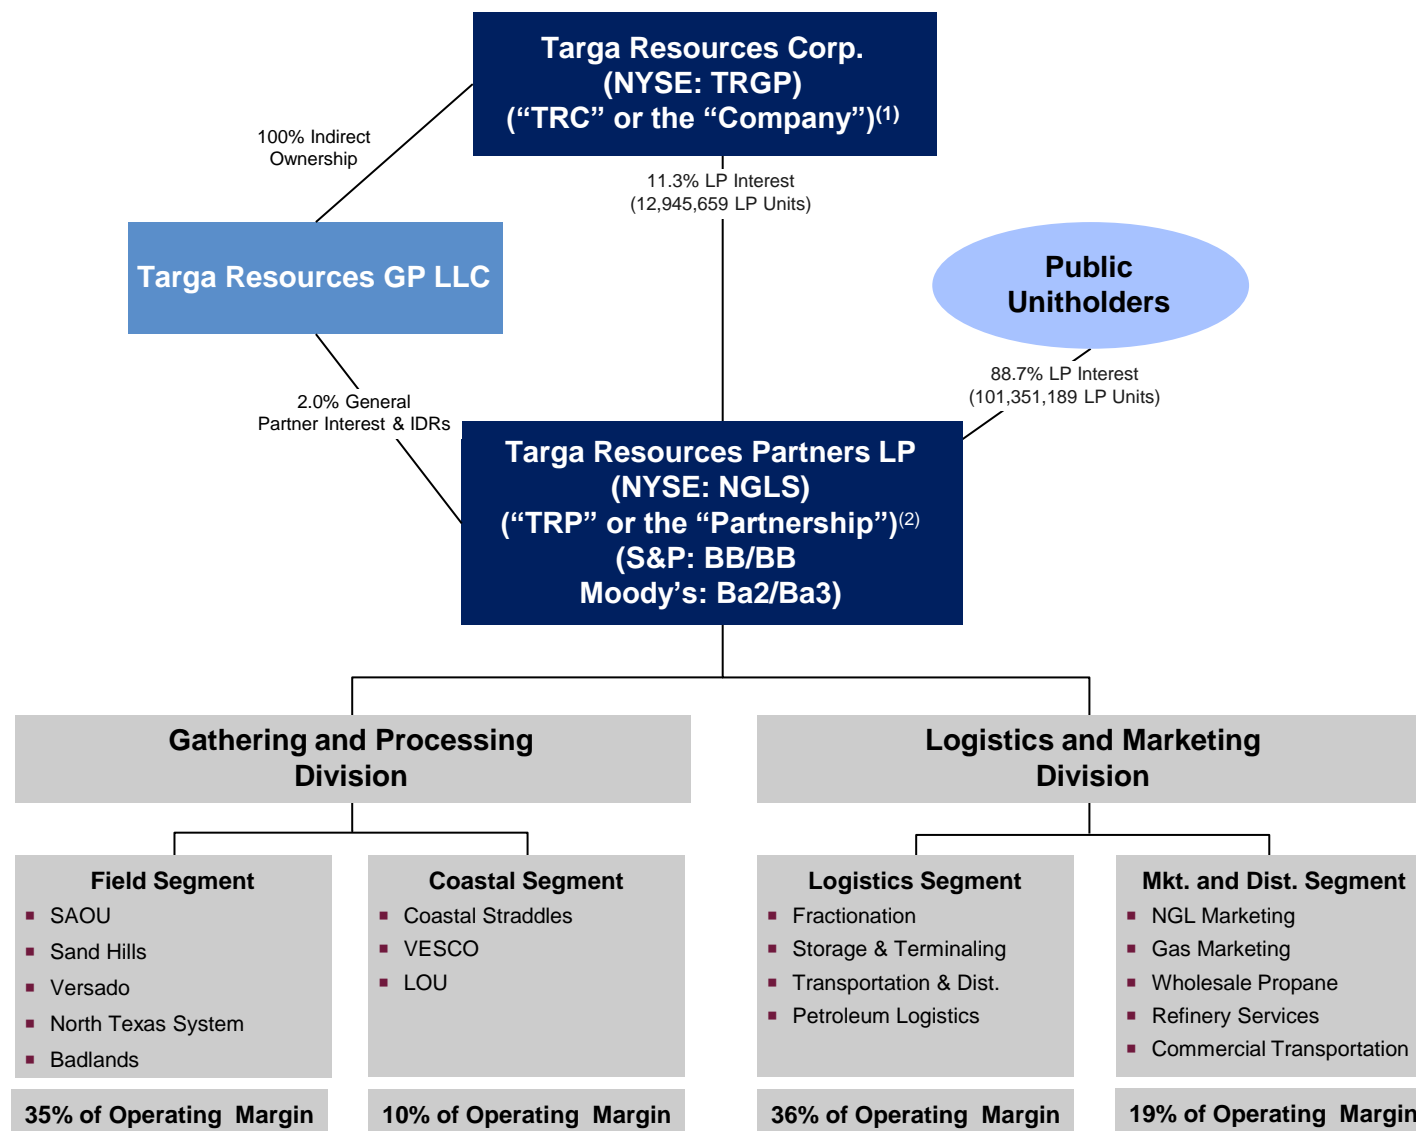 Targa Resources Corp.
(NYSE: TRGP)
(“TRC” or the “Company”)(1)
100% Indirect
Ownership
11.3% LP Interest
(12,945,659 LP Units)
Targa Resources GP LLC
Public
Unitholders
88.7% LP Interest
(101,351,189 LP Units)
2.0% General
Partner Interest & IDRs
Targa Resources Partners LP
(NYSE: NGLS)
(“TRP” or the “Partnership”)(2)
(S&P: BB/BB
Moody’s: Ba2/Ba3)
Gathering and Processing
Division
Logistics and Marketing
Division
Field Segment
▪ SAOU
▪ Sand Hills
▪ Versado
▪ North Texas System
▪ Badlands
Coastal Segment
▪ Coastal Straddles
▪ VESCO
▪ LOU
Logistics Segment
▪ Fractionation
▪ Storage & Terminaling
▪ Transportation & Dist.
▪ Petroleum Logistics
Mkt. and Dist. Segment
▪ NGL Marketing
▪ Gas Marketing
▪ Wholesale Propane
▪ Refinery Services
▪ Commercial Transportation
35% of Operating Margin
10% of Operating Margin
36% of Operating Margin
19% of Operating Margin